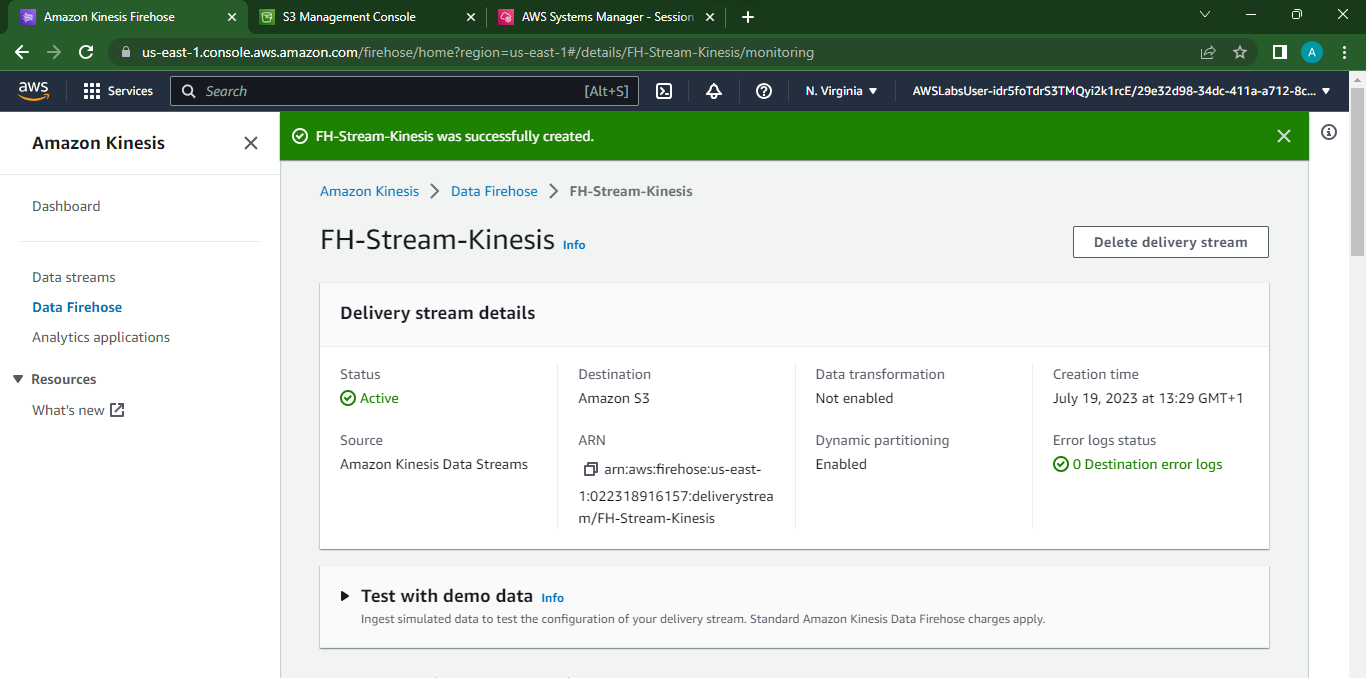 Amazon Kinesis Firehose
S3 Management Console
AWS Systems Manager - Session
us-east-1.console.aws.amazon.com/firehose/home?region=us-east-1#/details/FH-Stream-Kinesis/monitoring
A
aws
Services
Search
[Alt+S]
N. Virginia
AWSLabsUser-idr5foTdrS3TMQyi2k1rcE/29e32d98-34dc-411a-a712-8c...
Amazon Kinesis
Dashboard
Data streams
Data Firehose
Analytics applications
Resources
What's new
FH-Stream-Kinesis was successfully created.
Amazon Kinesis > Data Firehose > FH-Stream-Kinesis
FH-Stream-Kinesis Info
Delete delivery stream
Delivery stream details
Status
Active
Source
Amazon Kinesis Data Streams
Destination
Amazon S3
ARN
arn:aws:firehose:us-east-
1:022318916157:deliverystrea
m/FH-Stream-Kinesis
Data transformation
Not enabled
Dynamic partitioning
Enabled
Creation time
July 19, 2023 at 13:29 GMT+1
Error logs status
0 Destination error logs
Test with demo data Info
Ingest simulated data to test the configuration of your delivery stream. Standard Amazon Kinesis Data Firehose charges apply.